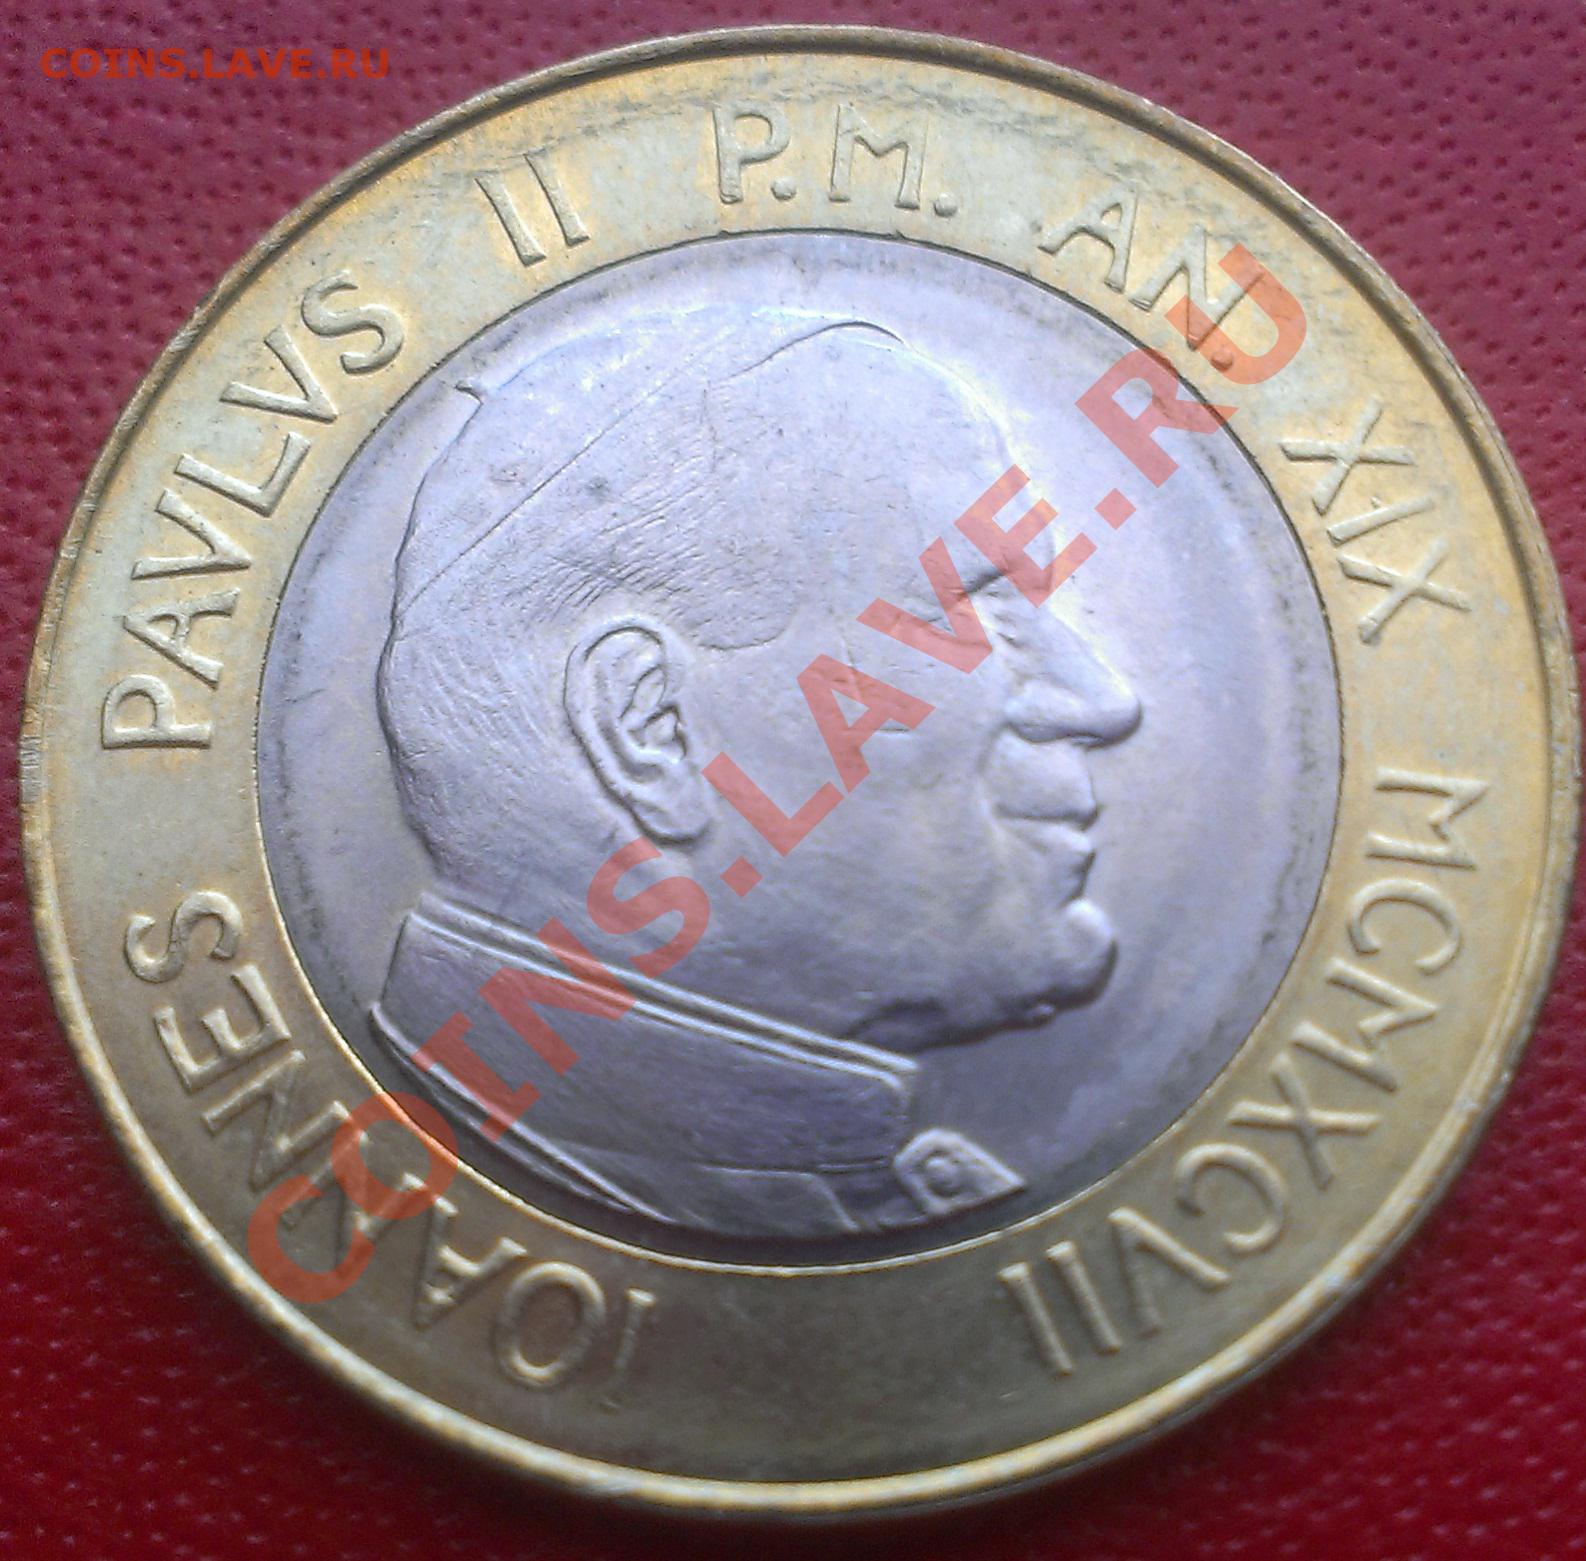 COINS.LAVE.RU
IOANNES PAVLVS II P.M. AN. XIX MCMXCVII
COINS.LAVE.RU